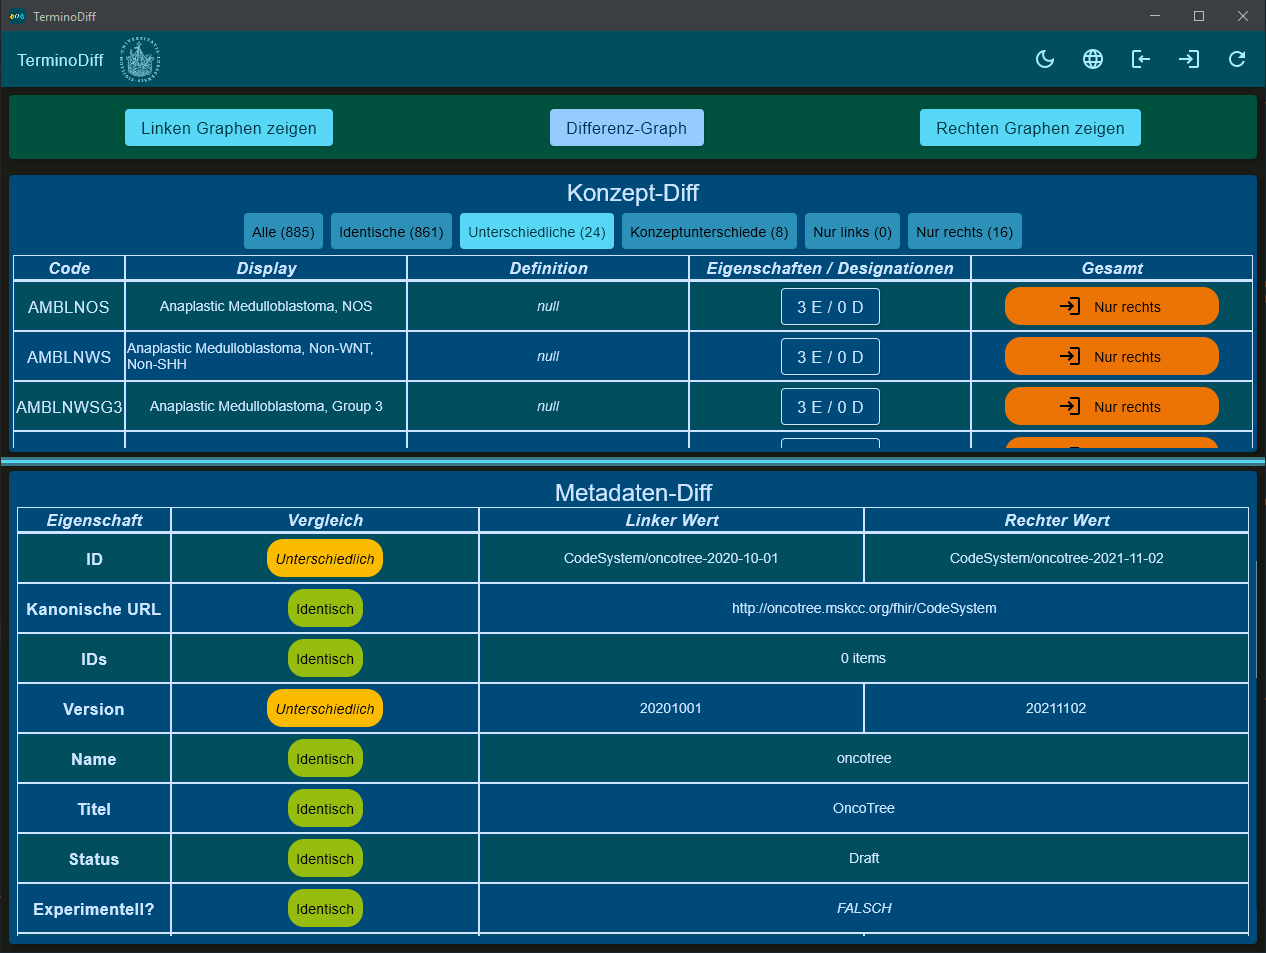 TerminoDiff
TerminoDiff
Linken Graphen zeigen
Differenz-Graph
Rechten Graphen zeigen
Konzept-Diff
Alle (885)
Identische (861)
Unterschiedliche (24)
Konzeptunterschiede (8)
Nur links (0)
Nur rechts (16)
Code Display Definition Eigenschaften / Designationen Gesamt
AMBLNOS Anaplastic Medulloblastoma, NOS null 3 E / 0 D Nur rechts
AMBLNWS Anaplastic Medulloblastoma, Non-WNT,
Non-SHH null 3 E / 0 D Nur rechts
AMBLNWSG3 Anaplastic Medulloblastoma, Group 3 null 3 E / 0 D Nur rechts
Metadaten-Diff
Eigenschaft Vergleich Linker Wert Rechter Wert
ID Unterschiedlich CodeSystem/oncotree-2020-10-01 CodeSystem/oncotree-2021-11-02
Kanonische URL Identisch http://oncotree.mskcc.org/fhir/CodeSystem
IDs Identisch 0 items
Version Unterschiedlich 20201001 20211102
Name Identisch oncotree
Titel Identisch OncoTree
Status Identisch Draft
Experimentell? Identisch FALSCH